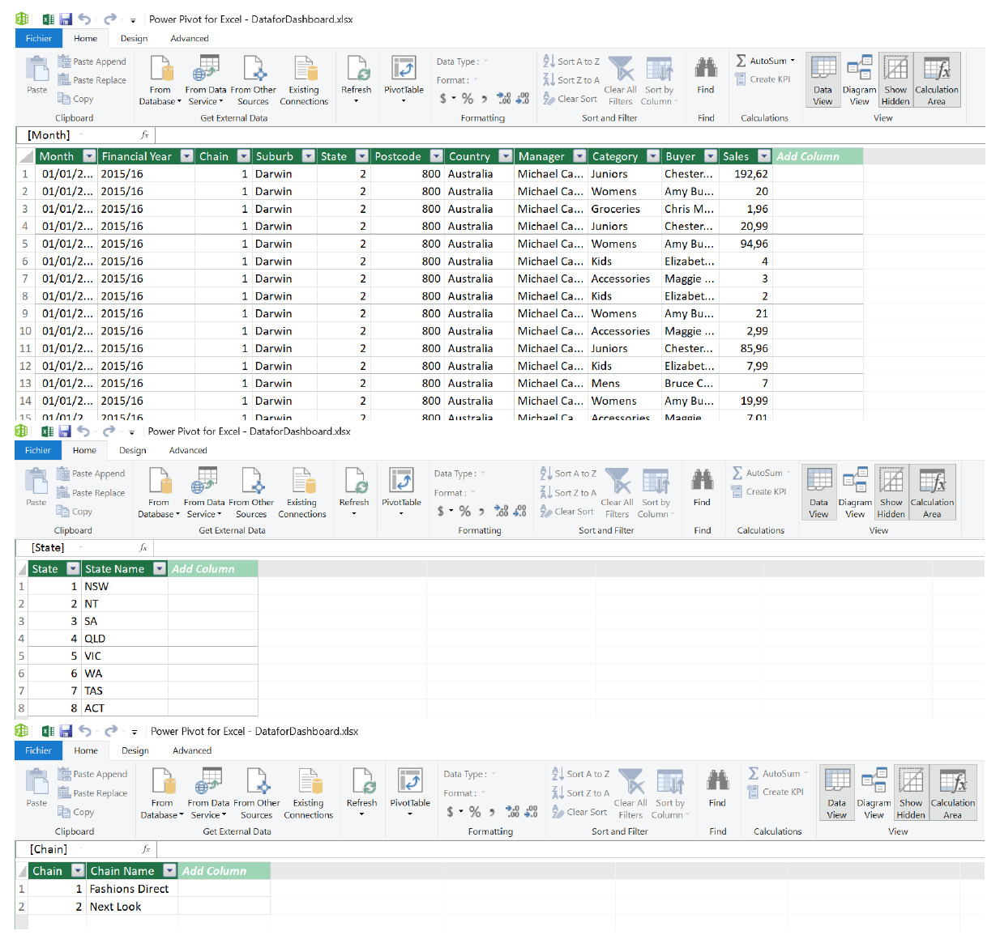 Power Pivot for Excel - DataforDashboard.xlsx
Fichier Home Design Advanced
Paste Paste Append Paste Replace Copy
From Database From Data Service From Other Sources Existing Connections
Refresh PivotTable
Data Type : Format : $ % , .00 .0
Sort A to Z Sort Z to A Clear Sort Clear All Filters Sort by Column
Find AutoSum Create KPI
Data View Diagram View Show Hidden Calculation Area
Clipboard Get External Data Formatting Sort and Filter Find Calculations View
[Month] fx
Month Financial Year Chain Suburb State Postcode Country Manager Category Buyer Sales Add Column
1 01/01/2... 2015/16 1 Darwin 2 800 Australia Michael Ca... Juniors Chester... 192,62
2 01/01/2... 2015/16 1 Darwin 2 800 Australia Michael Ca... Womens Amy Bu... 20
3 01/01/2... 2015/16 1 Darwin 2 800 Australia Michael Ca... Groceries Chris M... 1,96
4 01/01/2... 2015/16 1 Darwin 2 800 Australia Michael Ca... Juniors Chester... 20,99
5 01/01/2... 2015/16 1 Darwin 2 800 Australia Michael Ca... Womens Amy Bu... 94,96
6 01/01/2... 2015/16 1 Darwin 2 800 Australia Michael Ca... Kids Elizabet... 4
7 01/01/2... 2015/16 1 Darwin 2 800 Australia Michael Ca... Accessories Maggie ... 3
8 01/01/2... 2015/16 1 Darwin 2 800 Australia Michael Ca... Kids Elizabet... 2
9 01/01/2... 2015/16 1 Darwin 2 800 Australia Michael Ca... Womens Amy Bu... 21
10 01/01/2... 2015/16 1 Darwin 2 800 Australia Michael Ca... Accessories Maggie ... 2,99
11 01/01/2... 2015/16 1 Darwin 2 800 Australia Michael Ca... Juniors Chester... 85,96
12 01/01/2... 2015/16 1 Darwin 2 800 Australia Michael Ca... Kids Elizabet... 7,99
13 01/01/2... 2015/16 1 Darwin 2 800 Australia Michael Ca... Mens Bruce C... 7
14 01/01/2... 2015/16 1 Darwin 2 800 Australia Michael Ca... Womens Amy Bu... 19,99
15 01/01/2 2015/16 1 Darwin 2 800 Australia Michael Ca Accessories Maggie 7,01
Power Pivot for Excel - DataforDashboard.xlsx
Fichier Home Design Advanced
Paste Paste Append Paste Replace Copy
From Database From Data Service From Other Sources Existing Connections
Refresh PivotTable
Data Type : Format : $ % , .00 .0
Sort A to Z Sort Z to A Clear Sort Clear All Filters Sort by Column
Find AutoSum Create KPI
Data View Diagram View Show Hidden Calculation Area
Clipboard Get External Data Formatting Sort and Filter Find Calculations View
[State] fx
State State Name Add Column
1 1 NSW
2 2 NT
3 3 SA
4 4 QLD
5 5 VIC
6 6 WA
7 7 TAS
8 8 ACT
Power Pivot for Excel - DataforDashboard.xlsx
Fichier Home Design Advanced
Paste Paste Append Paste Replace Copy
From Database From Data Service From Other Sources Existing Connections
Refresh PivotTable
Data Type : Format : $ % , .00 .0
Sort A to Z Sort Z to A Clear Sort Clear All Filters Sort by Column
Find AutoSum Create KPI
Data View Diagram View Show Hidden Calculation Area
Clipboard Get External Data Formatting Sort and Filter Find Calculations View
[Chain] fx
Chain Chain Name Add Column
1 1 Fashions Direct
2 2 Next Look